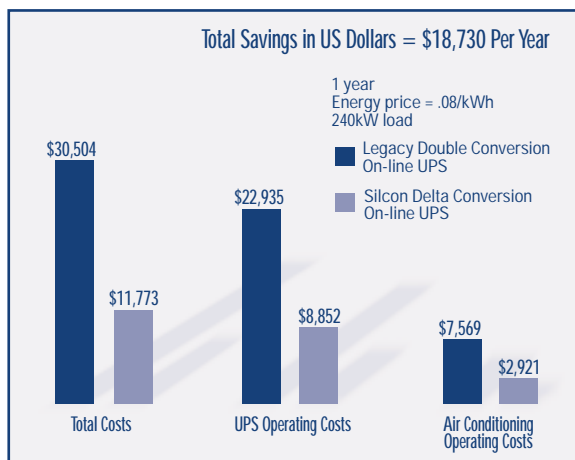 Total Savings in US Dollars = $18,730 Per Year
1 year
Energy price = .08/kWh
240kW load
Legacy Double Conversion
On-line UPS
Silcon Delta Conversion
On-line UPS
$30,504
$11,773
Total Costs
$22,935
$8,852
UPS Operating Costs
$7,569
$2,921
Air Conditioning
Operating Costs